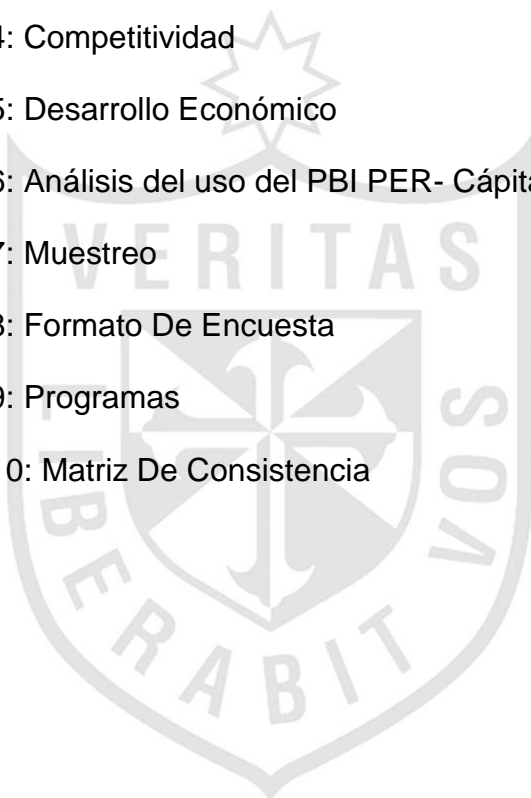 4: Competitividad
5: Desarrollo Económico
6: Análisis del uso del PBI PER- Cápita
7: Muestreo
8: Formato De Encuesta
9: Programas
10: Matriz De Consistencia
VERITAS
LIBERABIT
VOS